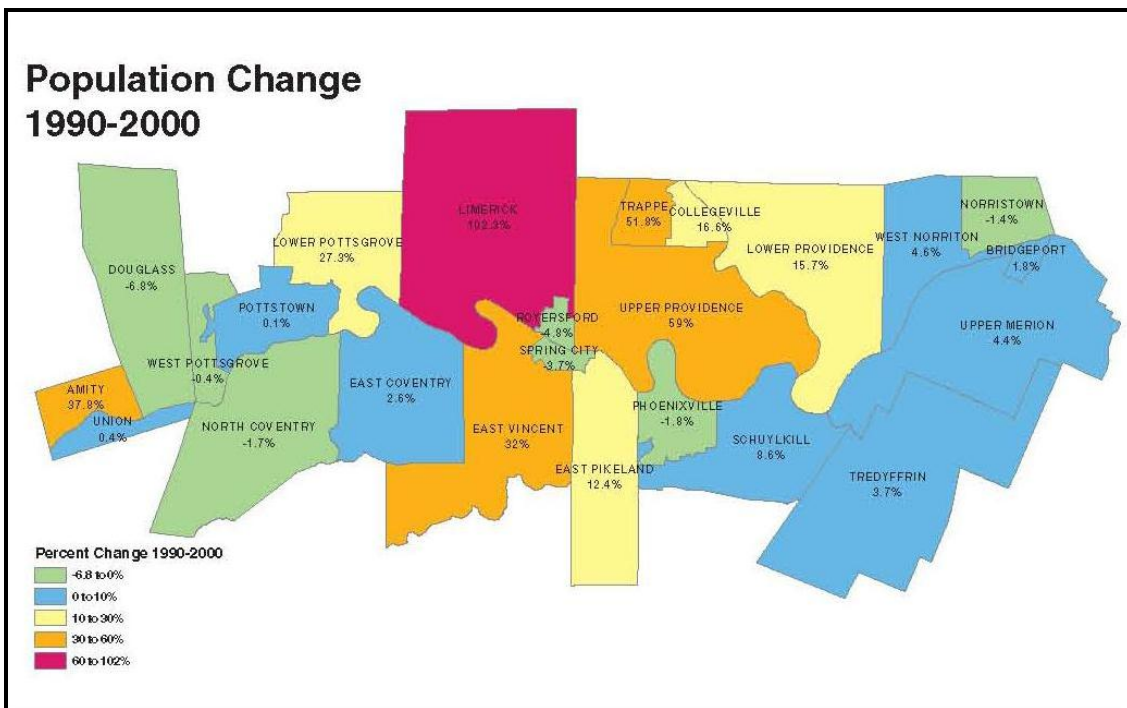 Population Change
1990-2000
LIMERICK
102.3%
TRAPPE
51.8%
COLLEGEVILLE
16.6%
NORRISTOWN
-1.4%
LOWER POTTSGROVE
27.3%
LOWER PROVIDENCE
15.7%
WEST NORRITON
4.6%
BRIDGEPORT
1.8%
DOUGLASS
-6.8%
POTTSTOWN
0.1%
ROYERSFORD
-4.8%
UPPER PROVIDENCE
59%
UPPER MERION
4.4%
SPRING CITY
-3.7%
WEST POTTSGROVE
-0.4%
EAST COVENTRY
2.6%
AMITY
37.8%
UNION
0.4%
NORTH COVENTRY
-1.7%
EAST VINCENT
32%
PHOENIXVILLE
-1.8%
SCHUYLKILL
8.6%
EAST PIKELAND
12.4%
TREDYFFRIN
3.7%
Percent Change 1990-2000
-6.8 to 0%
0 to 10%
10 to 30%
30 to 60%
60 to 102%